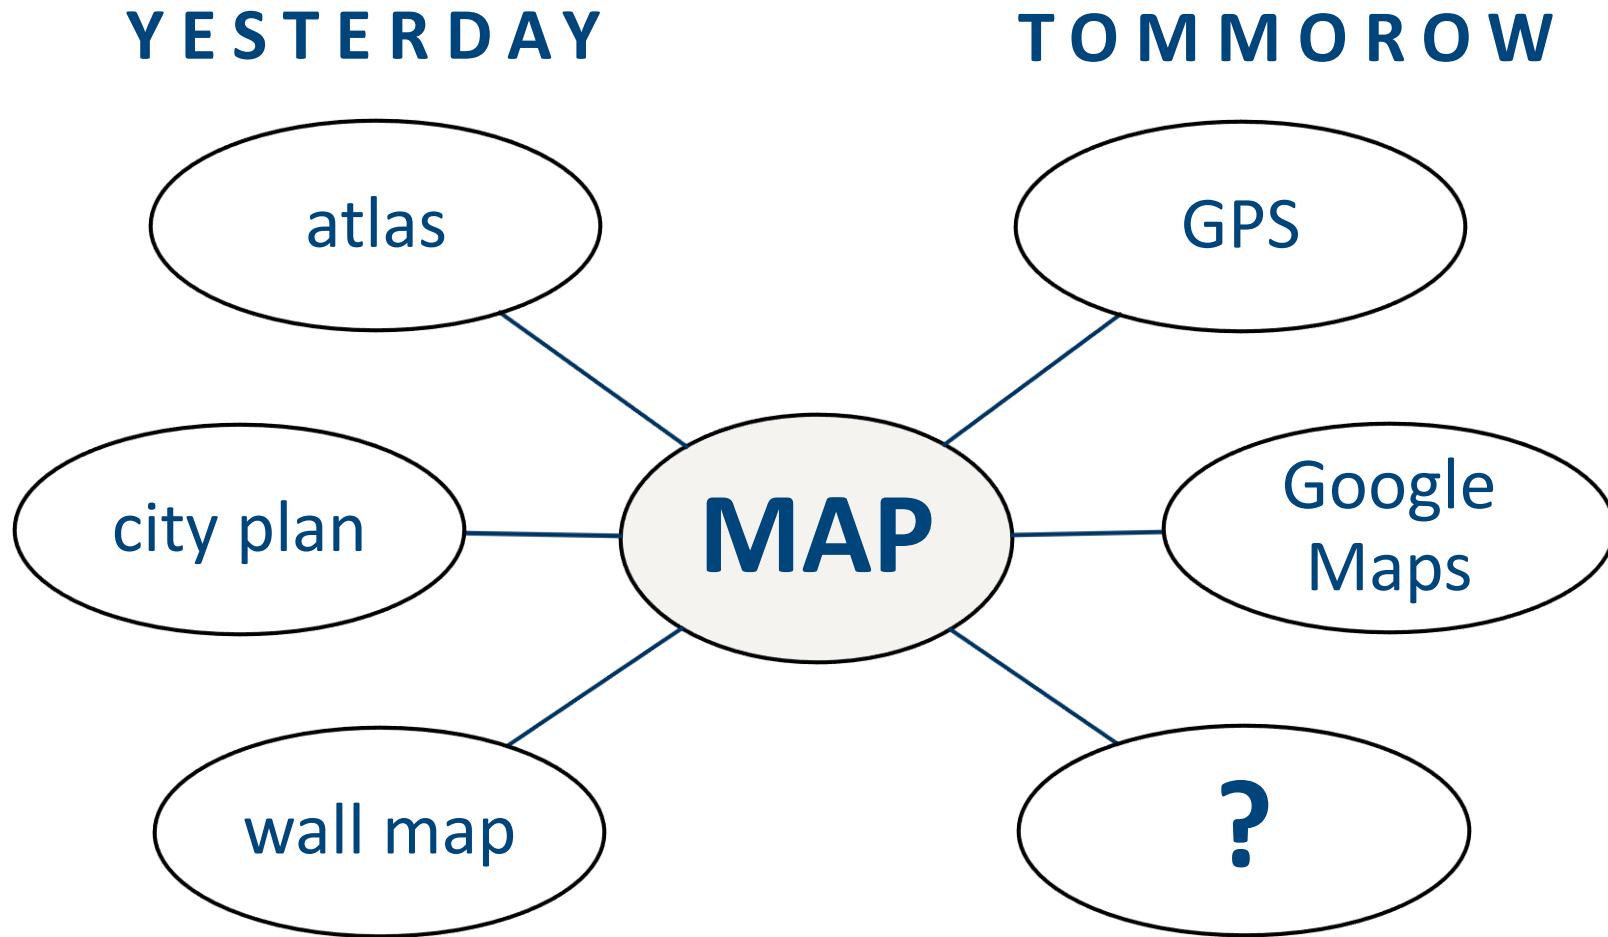 YESTERDAY
TOMMOROW
atlas
GPS
city plan
MAP
Google
Maps
wall map
?